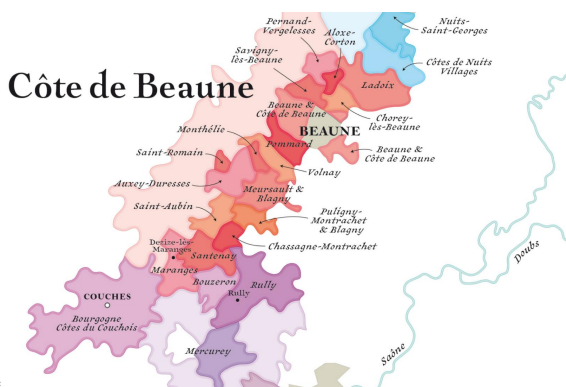 Nuits-
Saint-Georges
Pernand-
Vergelesses
Aloxe-
Corton
Savigny-
lès-Beaune
Côtes de Nuits
Villages
Côte de Beaune
Ladoix
Beaune &
Côte de Beaune
Chorey-
lès-Beaune
Monthélie
BEAUNE
Pommard
Saint-Romain
Beaune &
Côte de Beaune
Volnay
Auxey-Duresses
Meursault &
Blagny
Saint-Aubin
Puligny-
Montrachet
& Blagny
Dezize-lès-
Maranges
Chassagne-Montrachet
Santenay
Maranges
Bouzeron
Rully
Rully
COUCHES
Bourgogne
Côtes du Couchois
Mercurey
Doubs
Saône